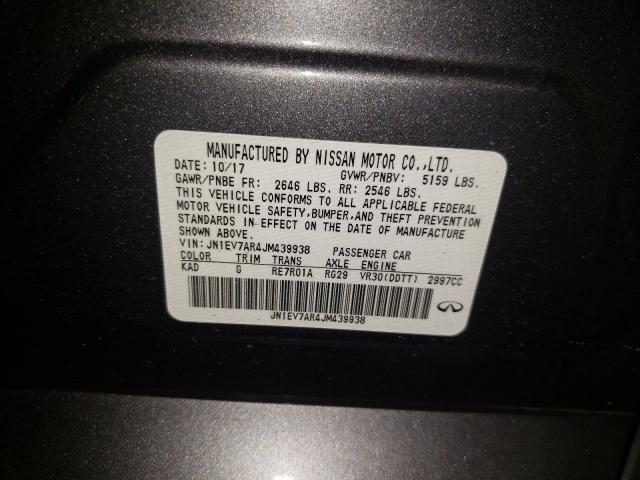 MANUFACTURED BY NISSAN MOTOR CO.,LTD.
DATE: 10/17 GVWR/PNBV: 5159 LBS.
GAWR/PNBE FR: 2646 LBS. RR: 2546 LBS.
THIS VEHICLE CONFORMS TO ALL APPLICABLE FEDERAL
MOTOR VEHICLE SAFETY,BUMPER,AND THEFT PREVENTION
STANDARDS IN EFFECT ON THE DATE OF MANUFACTURE
SHOWN ABOVE.
VIN: JN1EV7AR4JM439938 PASSENGER CAR
COLOR TRIM TRANS AXLE ENGINE
KAD G RE7R01A RG29 VR30(DDTT) 2997CC
JN1EV7AR4JM439938